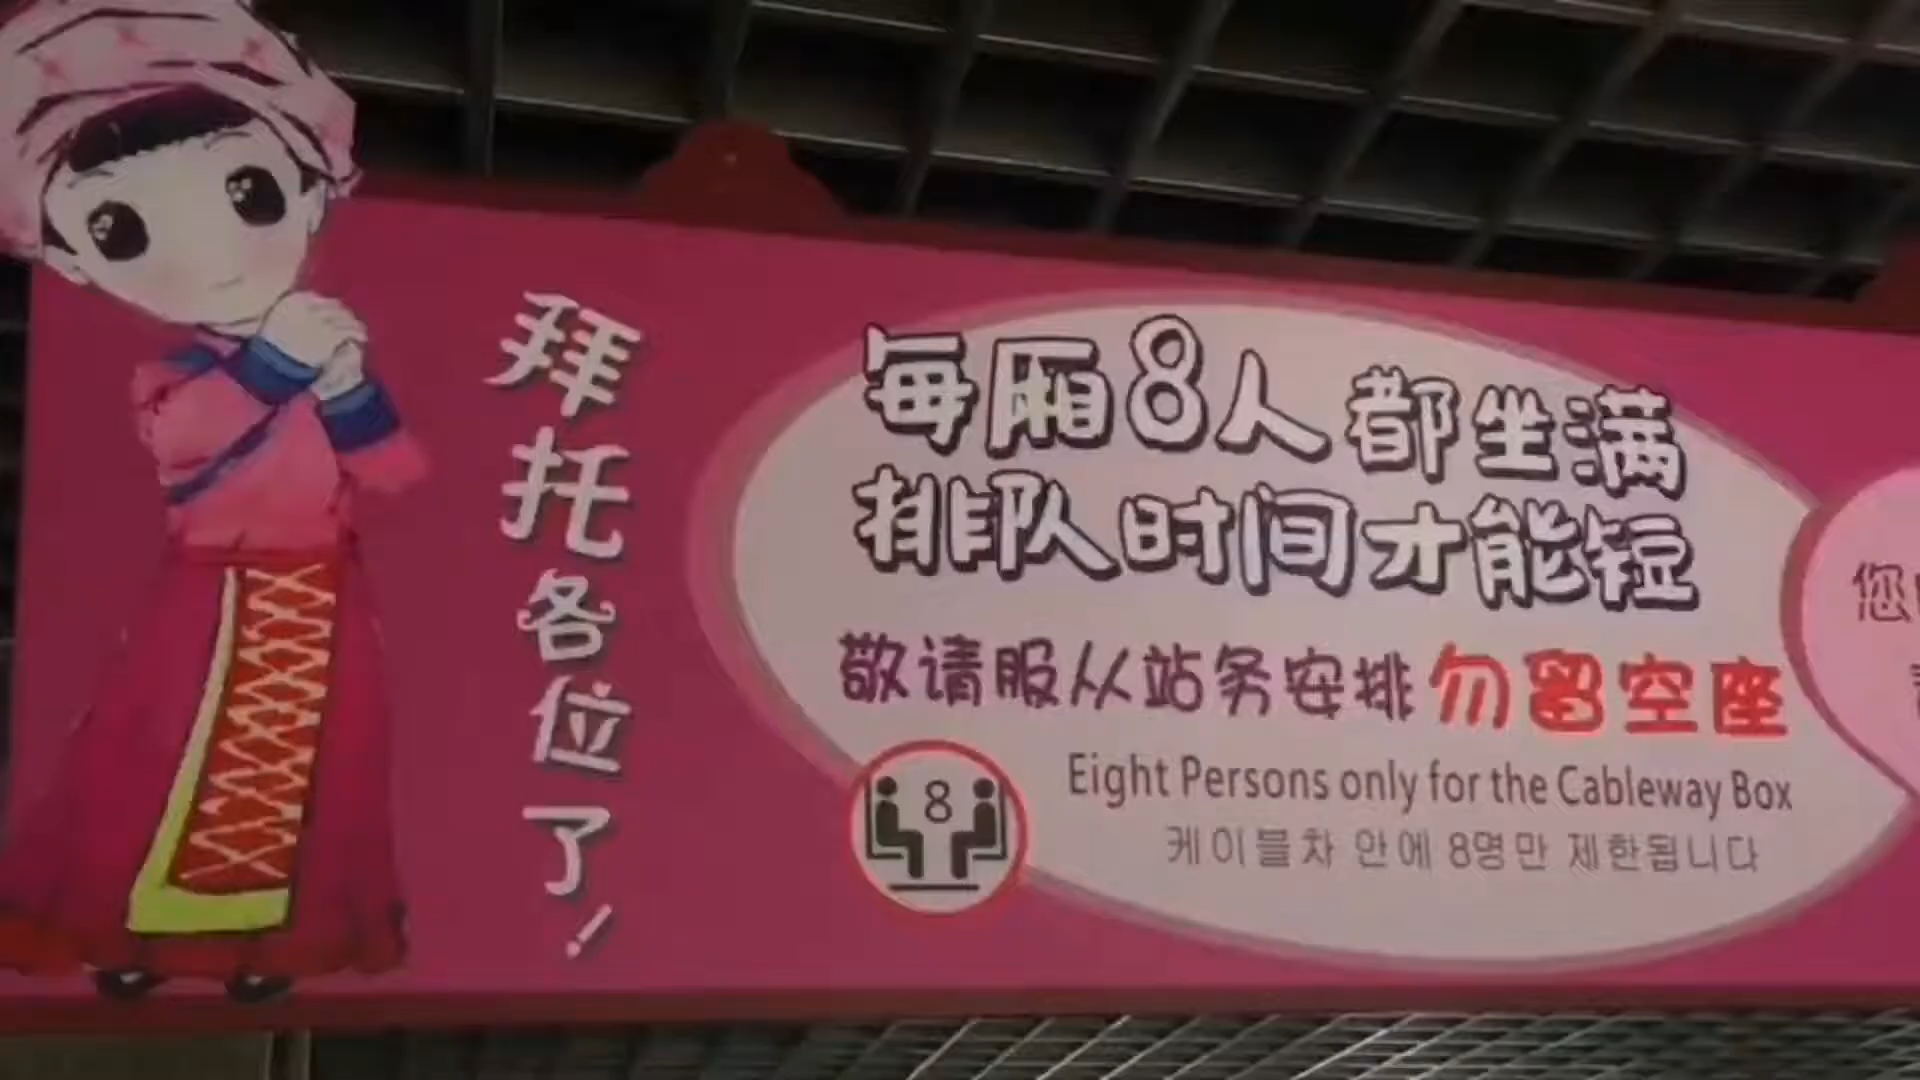 拜托各位了!
每厢8人都坐满
排队时间才能短
敬请服从站务安排勿留空座
8
Eight Persons only for the Cableway Box
케이블차 안에 8명만 제한됩니다
您